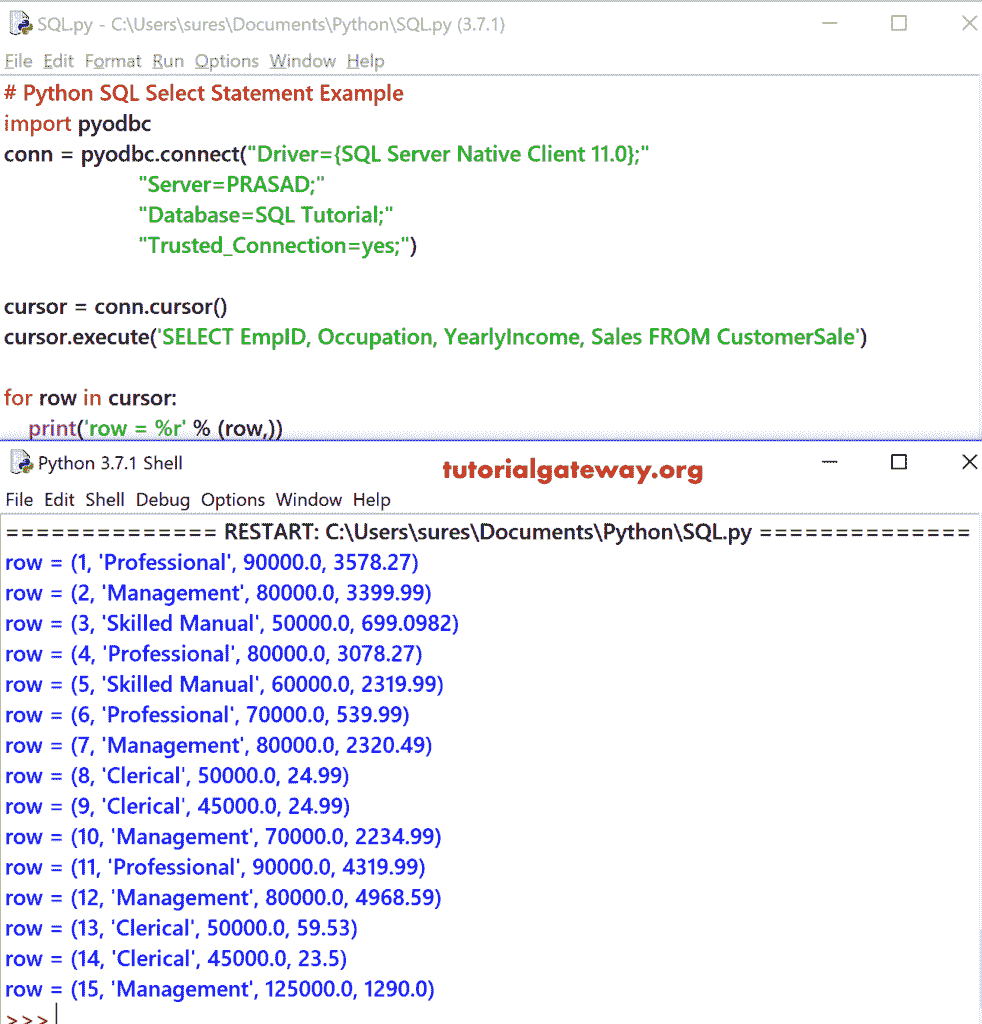 SQL.py - C:\Users\sures\Documents\Python\SQL.py (3.7.1)
File Edit Format Run Options Window Help
# Python SQL Select Statement Example
import pyodbc
conn = pyodbc.connect("Driver={SQL Server Native Client 11.0};"
"Server=PRASAD;"
"Database=SQL Tutorial;"
"Trusted_Connection=yes;")
cursor = conn.cursor()
cursor.execute('SELECT EmpID, Occupation, YearlyIncome, Sales FROM CustomerSale')
for row in cursor:
print('row = %r' % (row,))
Python 3.7.1 Shell
tutorialgateway.org
File Edit Shell Debug Options Window Help
============== RESTART: C:\Users\sures\Documents\Python\SQL.py ==============
row = (1, 'Professional', 90000.0, 3578.27)
row = (2, 'Management', 80000.0, 3399.99)
row = (3, 'Skilled Manual', 50000.0, 699.0982)
row = (4, 'Professional', 80000.0, 3078.27)
row = (5, 'Skilled Manual', 60000.0, 2319.99)
row = (6, 'Professional', 70000.0, 539.99)
row = (7, 'Management', 80000.0, 2320.49)
row = (8, 'Clerical', 50000.0, 24.99)
row = (9, 'Clerical', 45000.0, 24.99)
row = (10, 'Management', 70000.0, 2234.99)
row = (11, 'Professional', 90000.0, 4319.99)
row = (12, 'Management', 80000.0, 4968.59)
row = (13, 'Clerical', 50000.0, 59.53)
row = (14, 'Clerical', 45000.0, 23.5)
row = (15, 'Management', 125000.0, 1290.0)
>>>